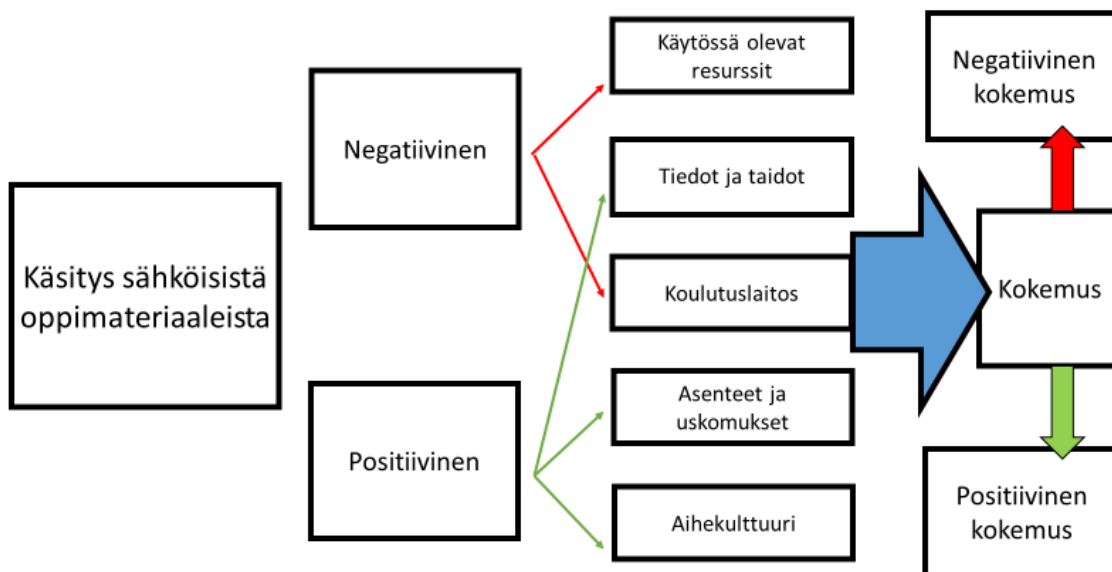 Käsitys sähköisistä
oppimateriaaleista
Negatiivinen
Positiivinen
Käytössä olevat
resurssit
Tiedot ja taidot
Koulutuslaitos
Asenteet ja
uskomukset
Aihekulttuuri
Negatiivinen
kokemus
Kokemus
Positiivinen
kokemus